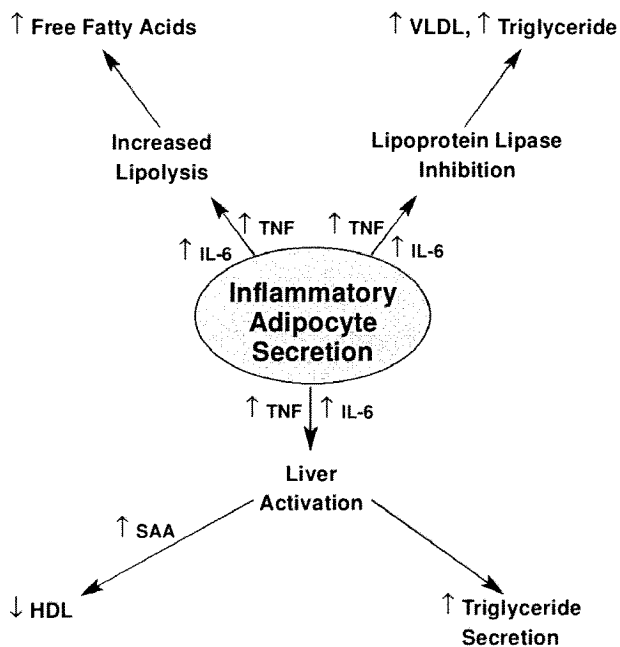 ↑ Free Fatty Acids
↑ VLDL, ↑ Triglyceride
Increased
Lipolysis
Lipoprotein Lipase
Inhibition
↑ TNF
↑ TNF
↑ IL-6
↑ IL-6
Inflammatory
Adipocyte
Secretion
↑ TNF
↑ IL-6
Liver
Activation
↑ SAA
↓ HDL
↑ Triglyceride
Secretion